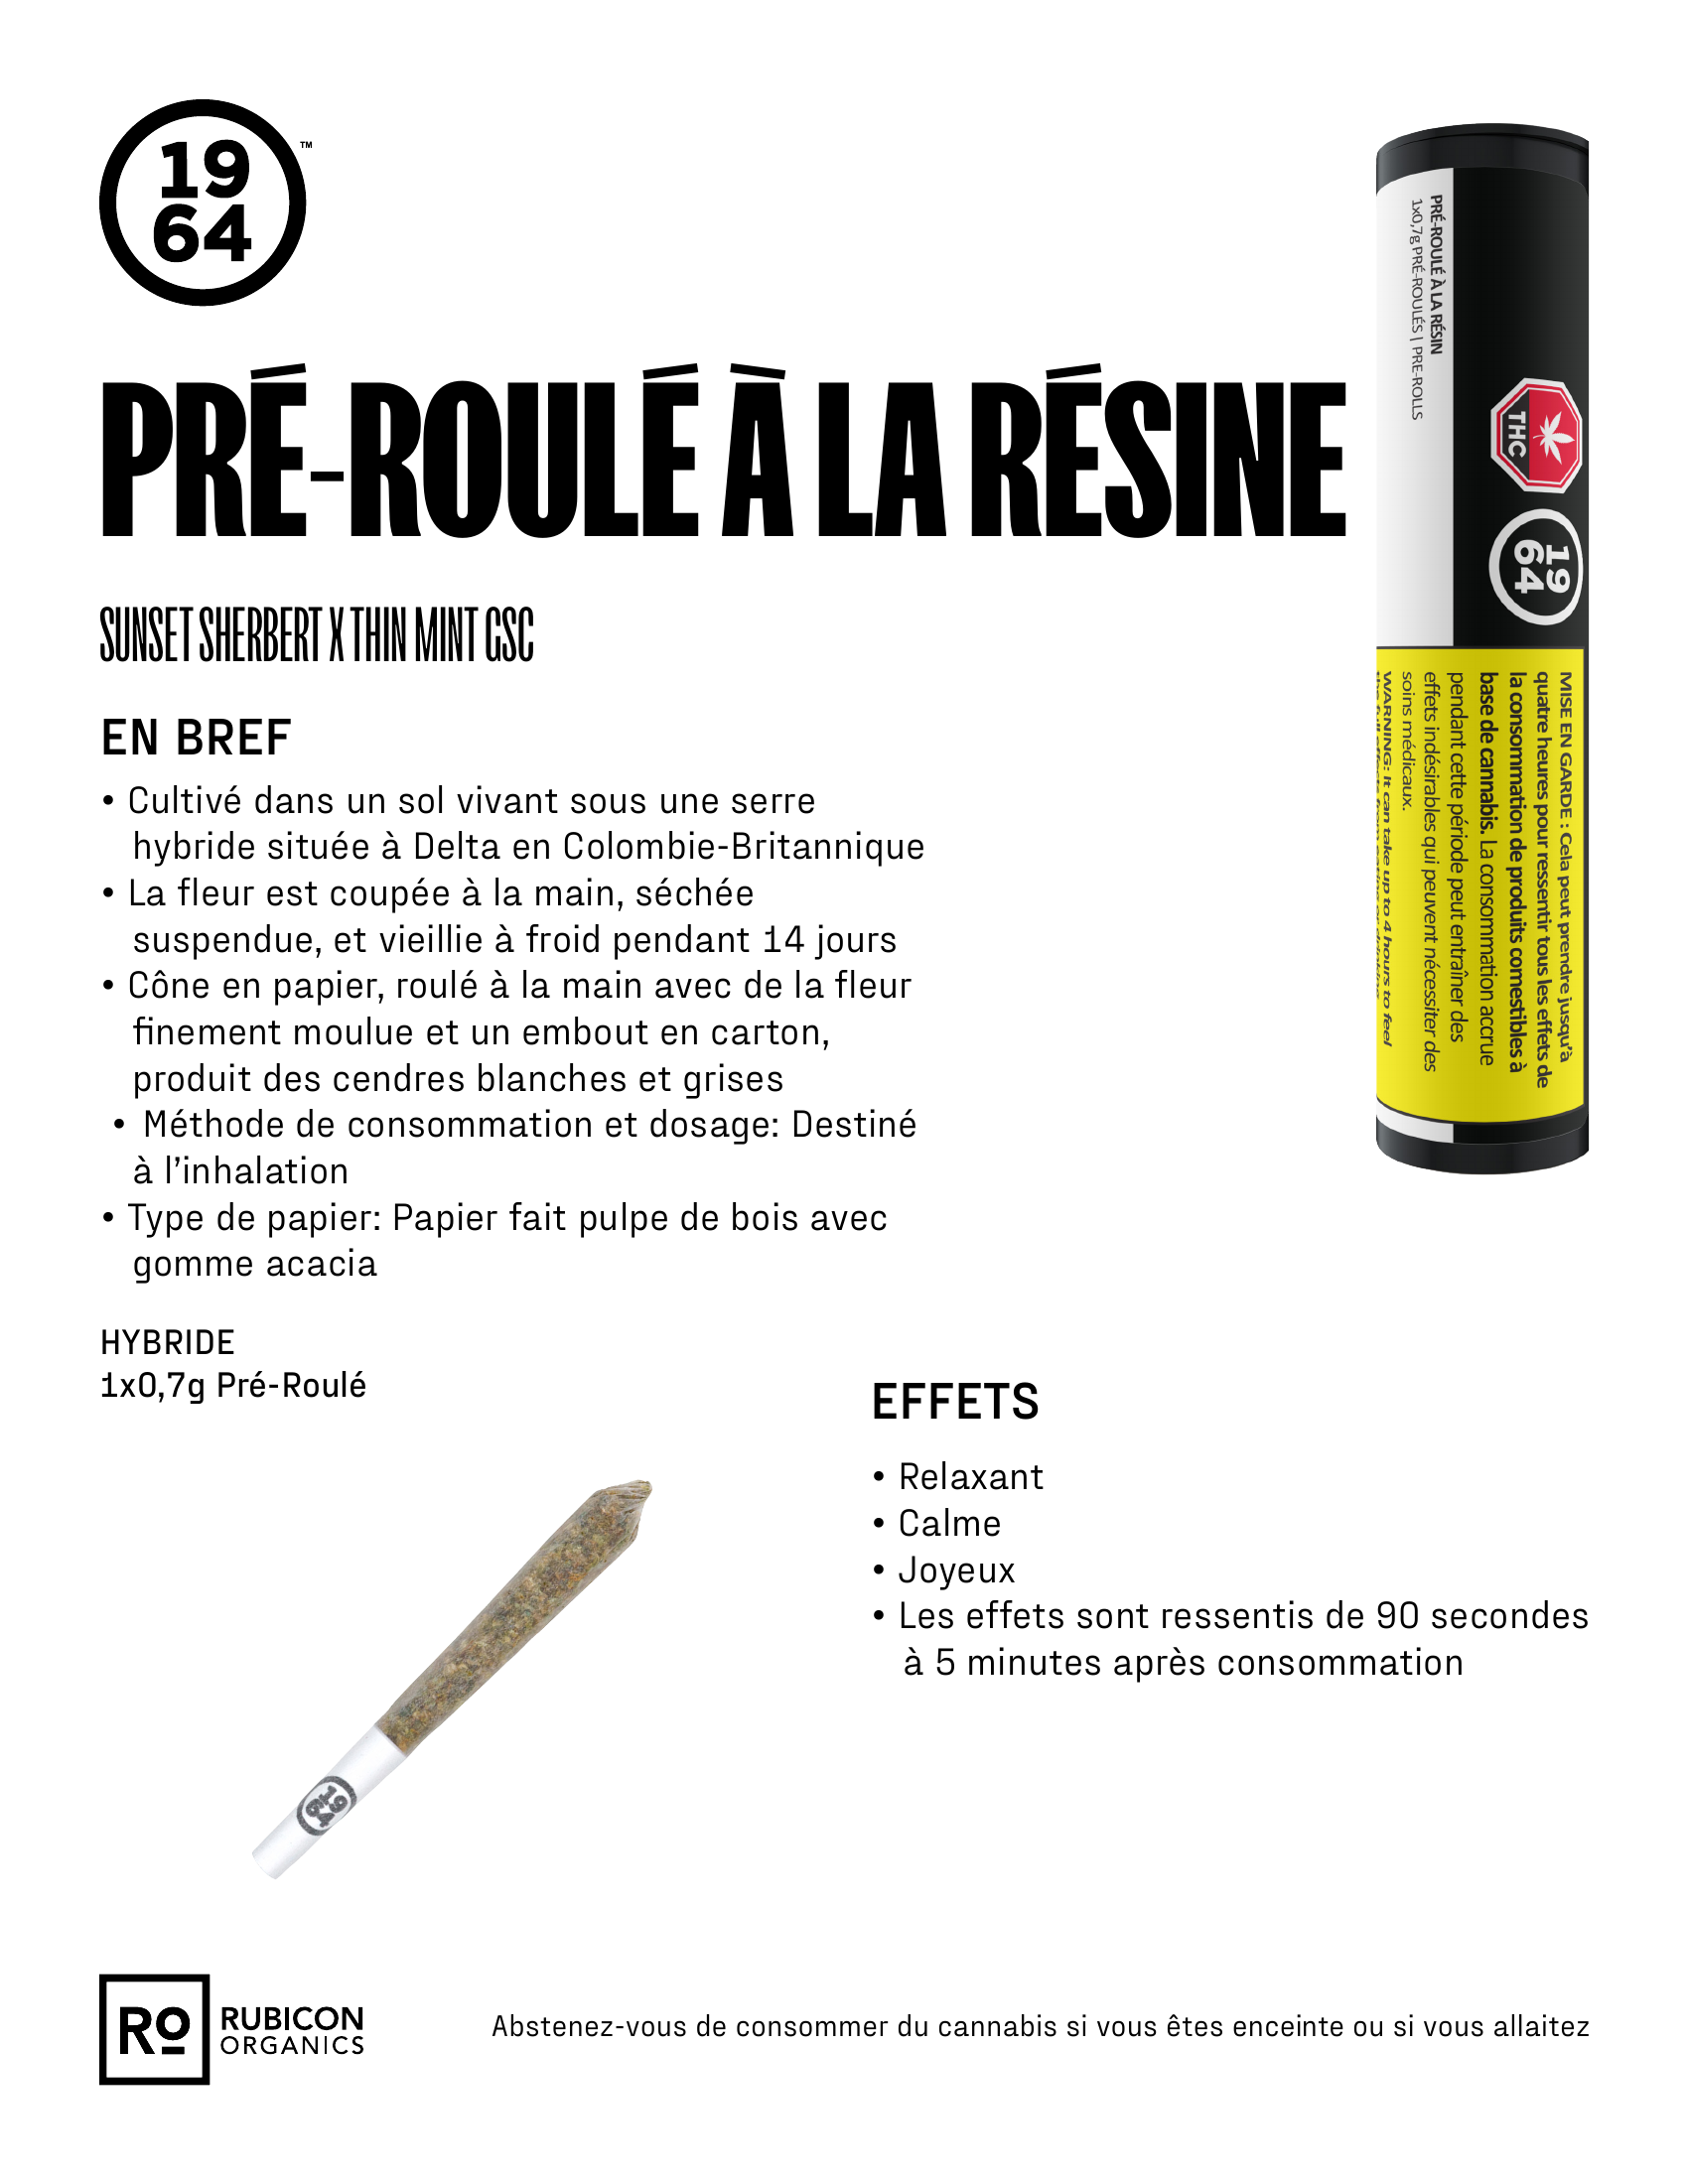 19
64
™
PRÉ-ROULÉ À LA RÉSINE
SUNSET SHERBERT X THIN MINT GSC
EN BREF
• Cultivé dans un sol vivant sous une serre
hybride située à Delta en Colombie-Britannique
• La fleur est coupée à la main, séchée
suspendue, et vieillie à froid pendant 14 jours
• Cône en papier, roulé à la main avec de la fleur
finement moulue et un embout en carton,
produit des cendres blanches et grises
• Méthode de consommation et dosage: Destiné
à l’inhalation
• Type de papier: Papier fait pulpe de bois avec
gomme acacia
HYBRIDE
1x0,7g Pré-Roulé
EFFETS
• Relaxant
• Calme
• Joyeux
• Les effets sont ressentis de 90 secondes
à 5 minutes après consommation
PRÉ-ROULÉ À LA RÉSIN
1x0,7g PRÉ-ROULÉS | PRE-ROLLS
THC
19
64
MISE EN GARDE : Cela peut prendre jusqu'à
quatre heures pour ressentir tous les effets de
la consommation de produits comestibles à
base de cannabis. La consommation accrue
pendant cette période peut entraîner des
effets indésirables qui peuvent nécessiter des
soins médicaux.
WARNING: It can take up to 4 hours to feel
19
64
RO
RUBICON
ORGANICS
Abstenez-vous de consommer du cannabis si vous êtes enceinte ou si vous allaitez